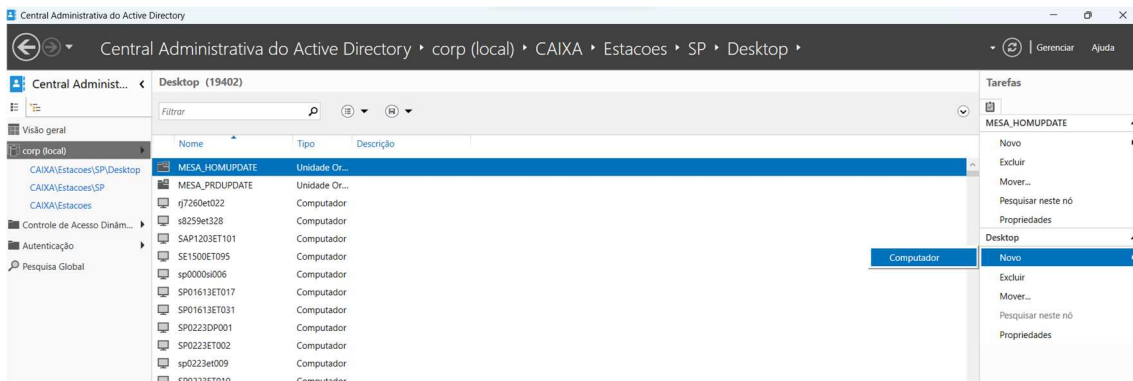 Central Administrativa do Active Directory
Central Administrativa do Active Directory ‣ corp (local) ‣ CAIXA ‣ Estacoes ‣ SP ‣ Desktop ‣
Gerenciar Ajuda
Central Administ...
Visão geral
corp (local)
CAIXA\Estacoes\SP\Desktop
CAIXA\Estacoes\SP
CAIXA\Estacoes
Controle de Acesso Dinâm...
Autenticação
Pesquisa Global
Desktop (19402)
Filtrar
Nome Tipo Descrição
MESA_HOMUPDATE Unidade Or...
MESA_PRDUPDATE Unidade Or...
rj7260et022 Computador
s8259et328 Computador
SAP1203ET101 Computador
SE1500ET095 Computador
sp0000si006 Computador
SP01613ET017 Computador
SP01613ET031 Computador
SP0223DP001 Computador
SP0223ET002 Computador
sp0223et009 Computador
SP0223ET010 Computador
Computador
Tarefas
MESA_HOMUPDATE
Novo
Excluir
Mover...
Pesquisar neste nó
Propriedades
Desktop
Novo
Excluir
Mover...
Pesquisar neste nó
Propriedades